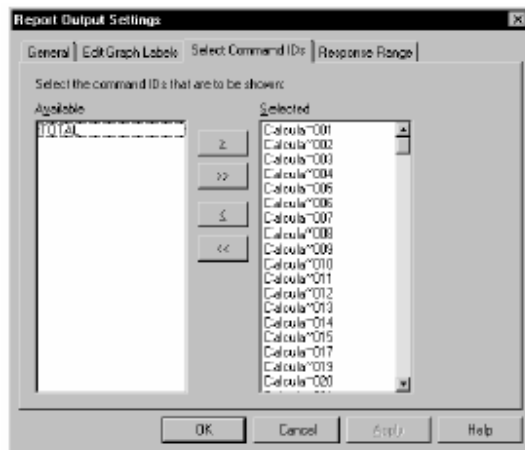 Report Output Settings
General
Edit Graph Labels
Select Command IDs
Response Range
Select the command IDs that are to be shown:
Available
Selected
TOTAL
>
>>
<
<<
Calcula~001
Calcula~002
Calcula~003
Calcula~004
Calcula~005
Calcula~006
Calcula~007
Calcula~008
Calcula~009
Calcula~010
Calcula~011
Calcula~012
Calcula~013
Calcula~014
Calcula~015
Calcula~017
Calcula~019
Calcula~020
OK
Cancel
Apply
Help